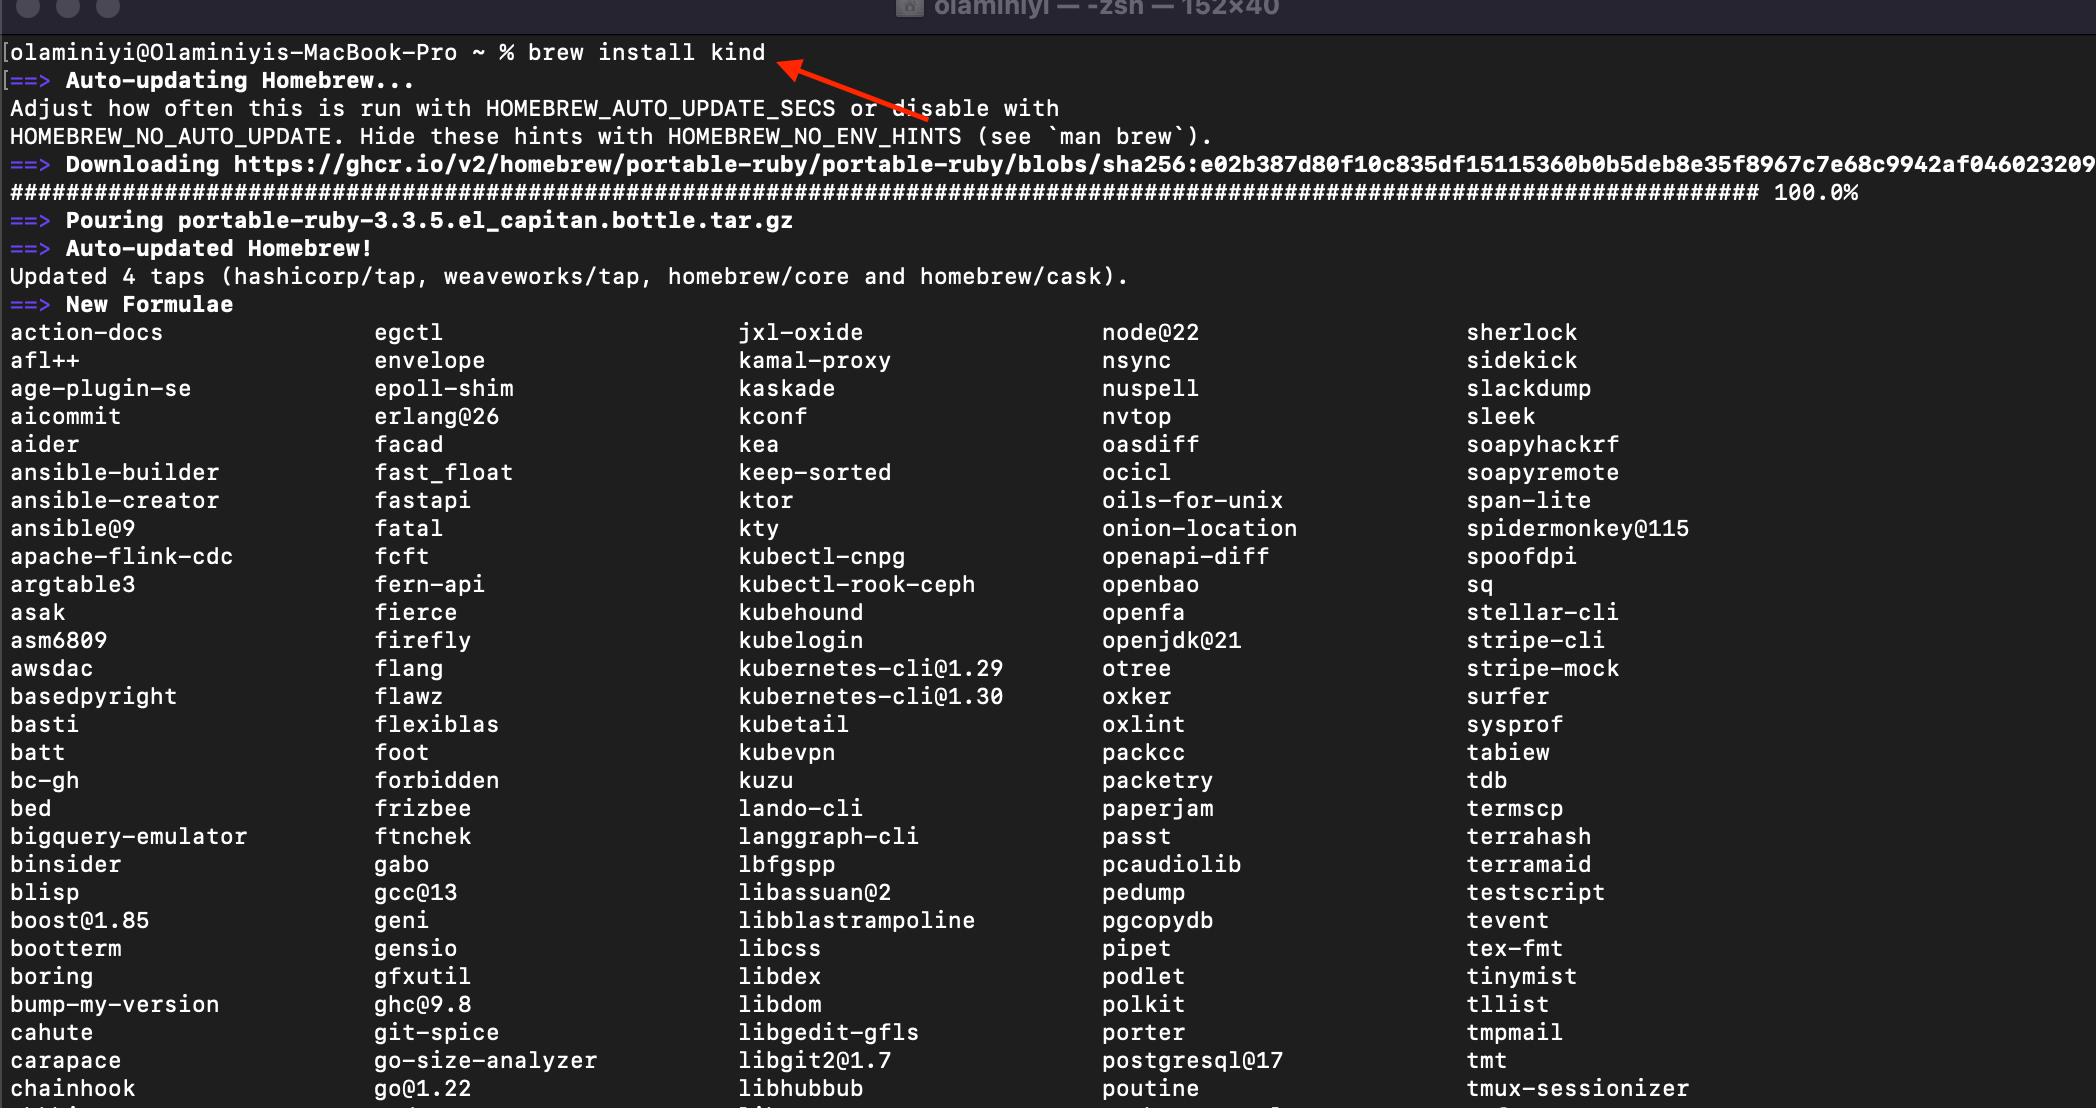 olaminiyi — -zsh — 152×40
[olaminiyi@Olaminiyis-MacBook-Pro ~ % brew install kind
[==> Auto-updating Homebrew...
Adjust how often this is run with HOMEBREW_AUTO_UPDATE_SECS or disable with
HOMEBREW_NO_AUTO_UPDATE. Hide these hints with HOMEBREW_NO_ENV_HINTS (see `man brew`).
==> Downloading https://ghcr.io/v2/homebrew/portable-ruby/portable-ruby/blobs/sha256:e02b387d80f10c835df15115360b0b5deb8e35f8967c7e68c9942af046023209
############################################################################################################################# 100.0%
==> Pouring portable-ruby-3.3.5.el_capitan.bottle.tar.gz
==> Auto-updated Homebrew!
Updated 4 taps (hashicorp/tap, weaveworks/tap, homebrew/core and homebrew/cask).
==> New Formulae
action-docs egctl jxl-oxide node@22 sherlock
afl++ envelope kamal-proxy nsync sidekick
age-plugin-se epoll-shim kaskade nuspell slackdump
aicommit erlang@26 kconf nvtop sleek
aider facad kea oasdiff soapyhackrf
ansible-builder fast_float keep-sorted ocicl soapyremote
ansible-creator fastapi ktor oils-for-unix span-lite
ansible@9 fatal kty onion-location spidermonkey@115
apache-flink-cdc fcft kubectl-cnpg openapi-diff spoofdpi
argtable3 fern-api kubectl-rook-ceph openbao sq
asak fierce kubehound openfa stellar-cli
asm6809 firefly kubelogin openjdk@21 stripe-cli
awsdac flang kubernetes-cli@1.29 otree stripe-mock
basedpyright flawz kubernetes-cli@1.30 oxker surfer
basti flexiblas kubetail oxlint sysprof
batt foot kubevpn packcc tabiew
bc-gh forbidden kuzu packetry tdb
bed frizbee lando-cli paperjam termscp
bigquery-emulator ftnchek langgraph-cli passt terrahash
binsider gabo lbfgspp pcaudiolib terramaid
blisp gcc@13 libassuan@2 pedump testscript
boost@1.85 geni libblastrampoline pgcopydb tevent
bootterm gensio libcss pipet tex-fmt
boring gfxutil libdex podlet tinymist
bump-my-version ghc@9.8 libdom polkit tllist
cahute git-spice libgedit-gfls porter tmpmail
carapace go-size-analyzer libgit2@1.7 postgresql@17 tmt
chainhook go@1.22 libhubbub poutine tmux-sessionizer